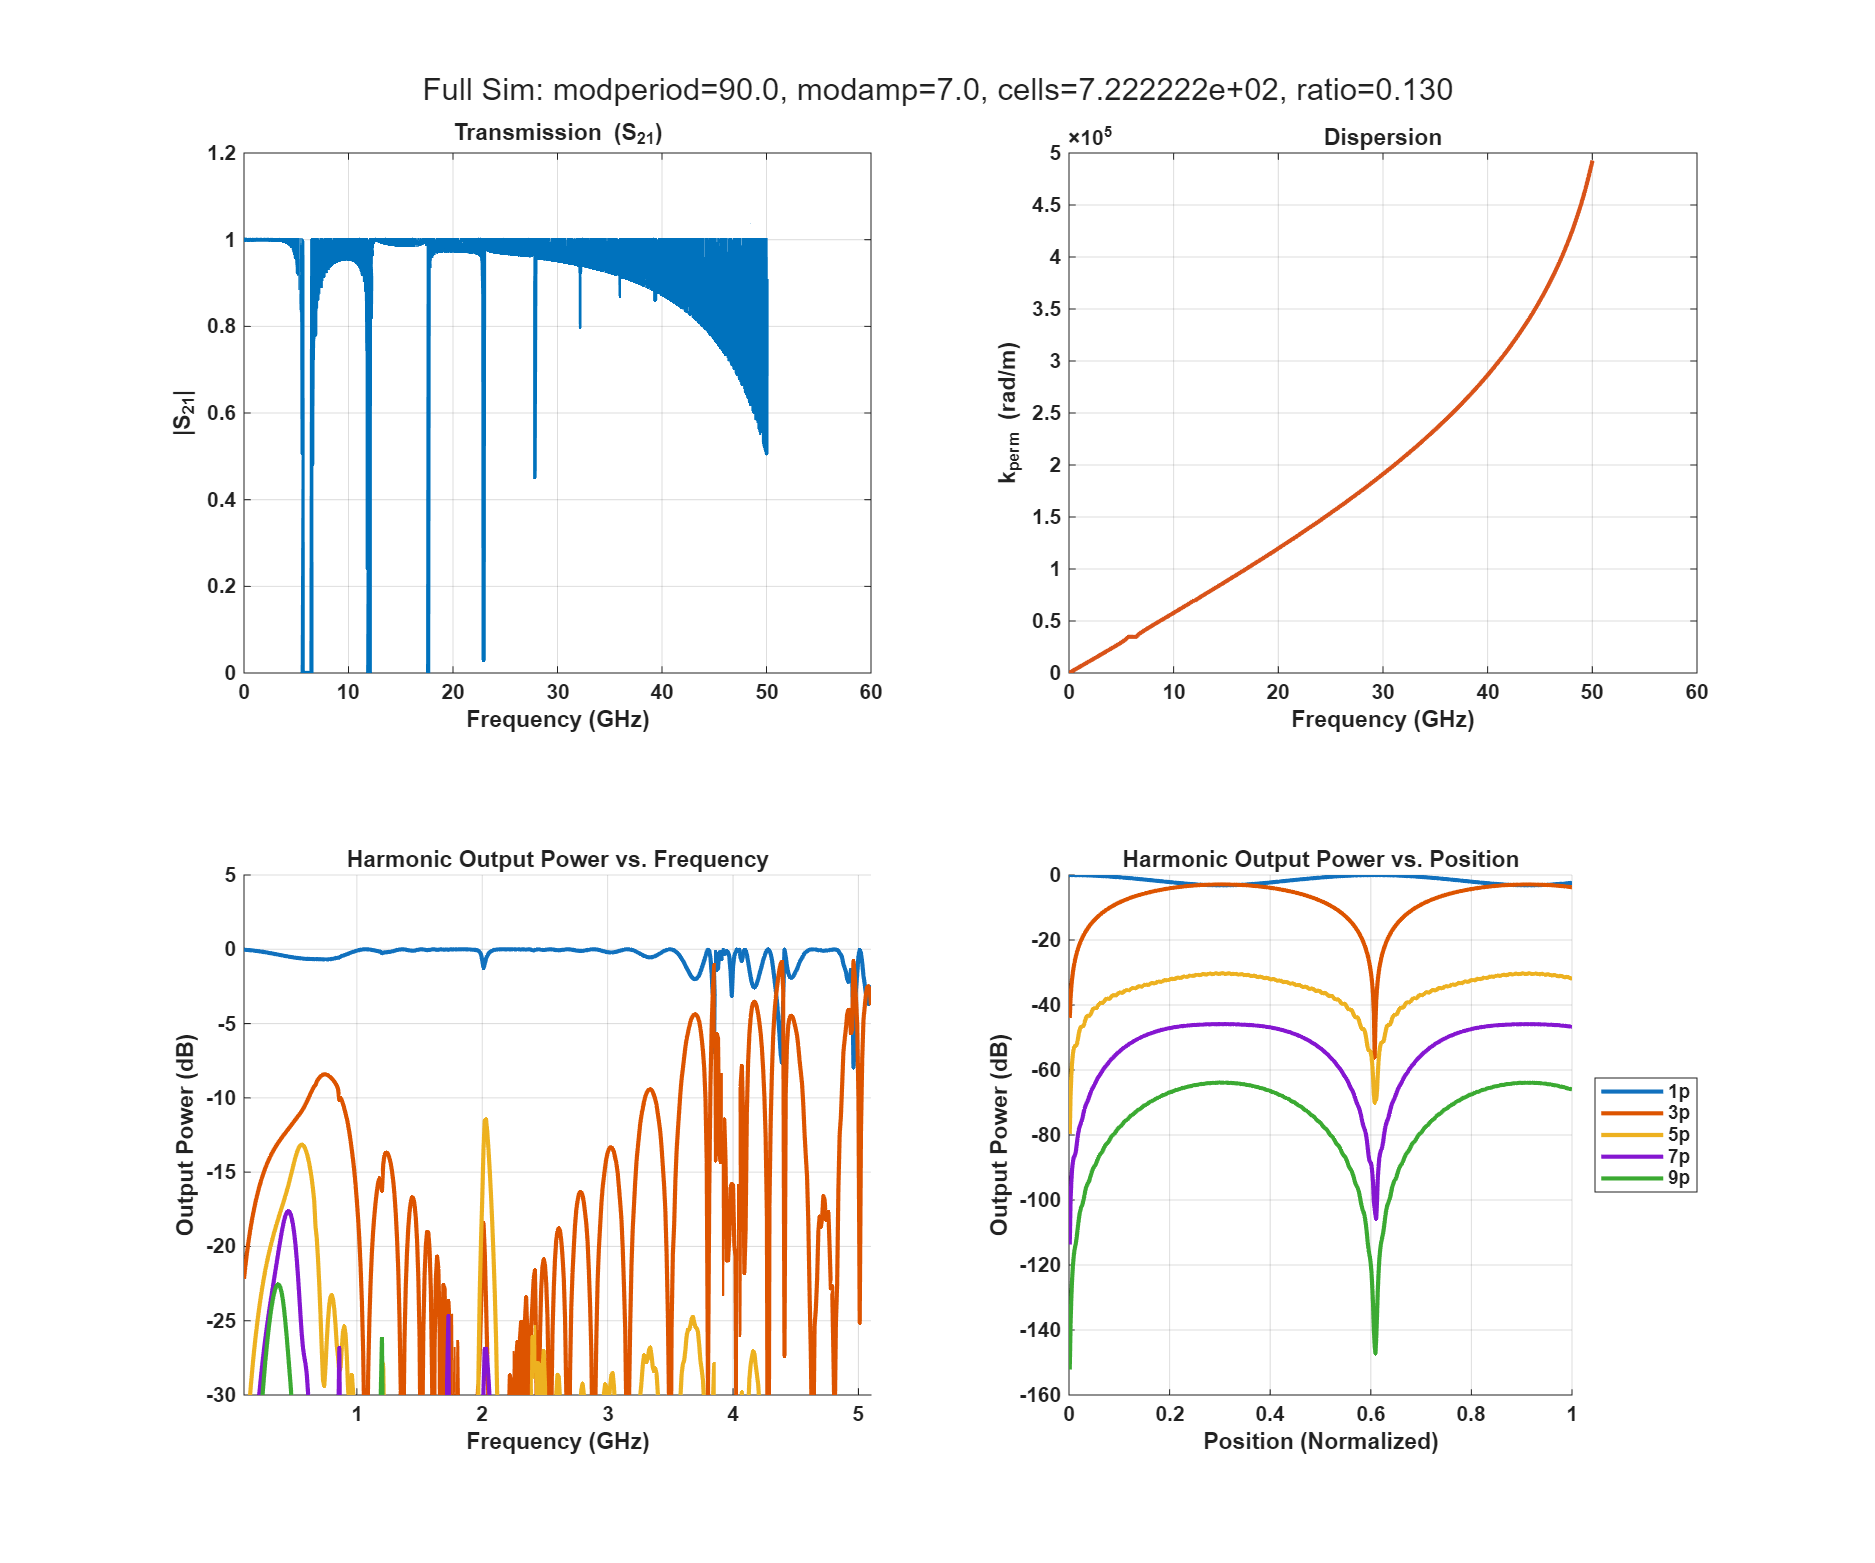 Full Sim: modperiod=90.0, modamp=7.0, cells=7.222222e+02, ratio=0.130
Transmission (S21)
1.2
1
0.8
0.6
0.4
0.2
0
|S21|
0 10 20 30 40 50 60
Frequency (GHz)
×10^5
Dispersion
5
4.5
4
3.5
3
2.5
2
1.5
1
0.5
0
kperm (rad/m)
0 10 20 30 40 50 60
Frequency (GHz)
Harmonic Output Power vs. Frequency
5
0
-5
-10
-15
-20
-25
-30
Output Power (dB)
1 2 3 4 5
Frequency (GHz)
Harmonic Output Power vs. Position
0
-20
-40
-60
-80
-100
-120
-140
-160
Output Power (dB)
0 0.2 0.4 0.6 0.8 1
Position (Normalized)
1p
3p
5p
7p
9p